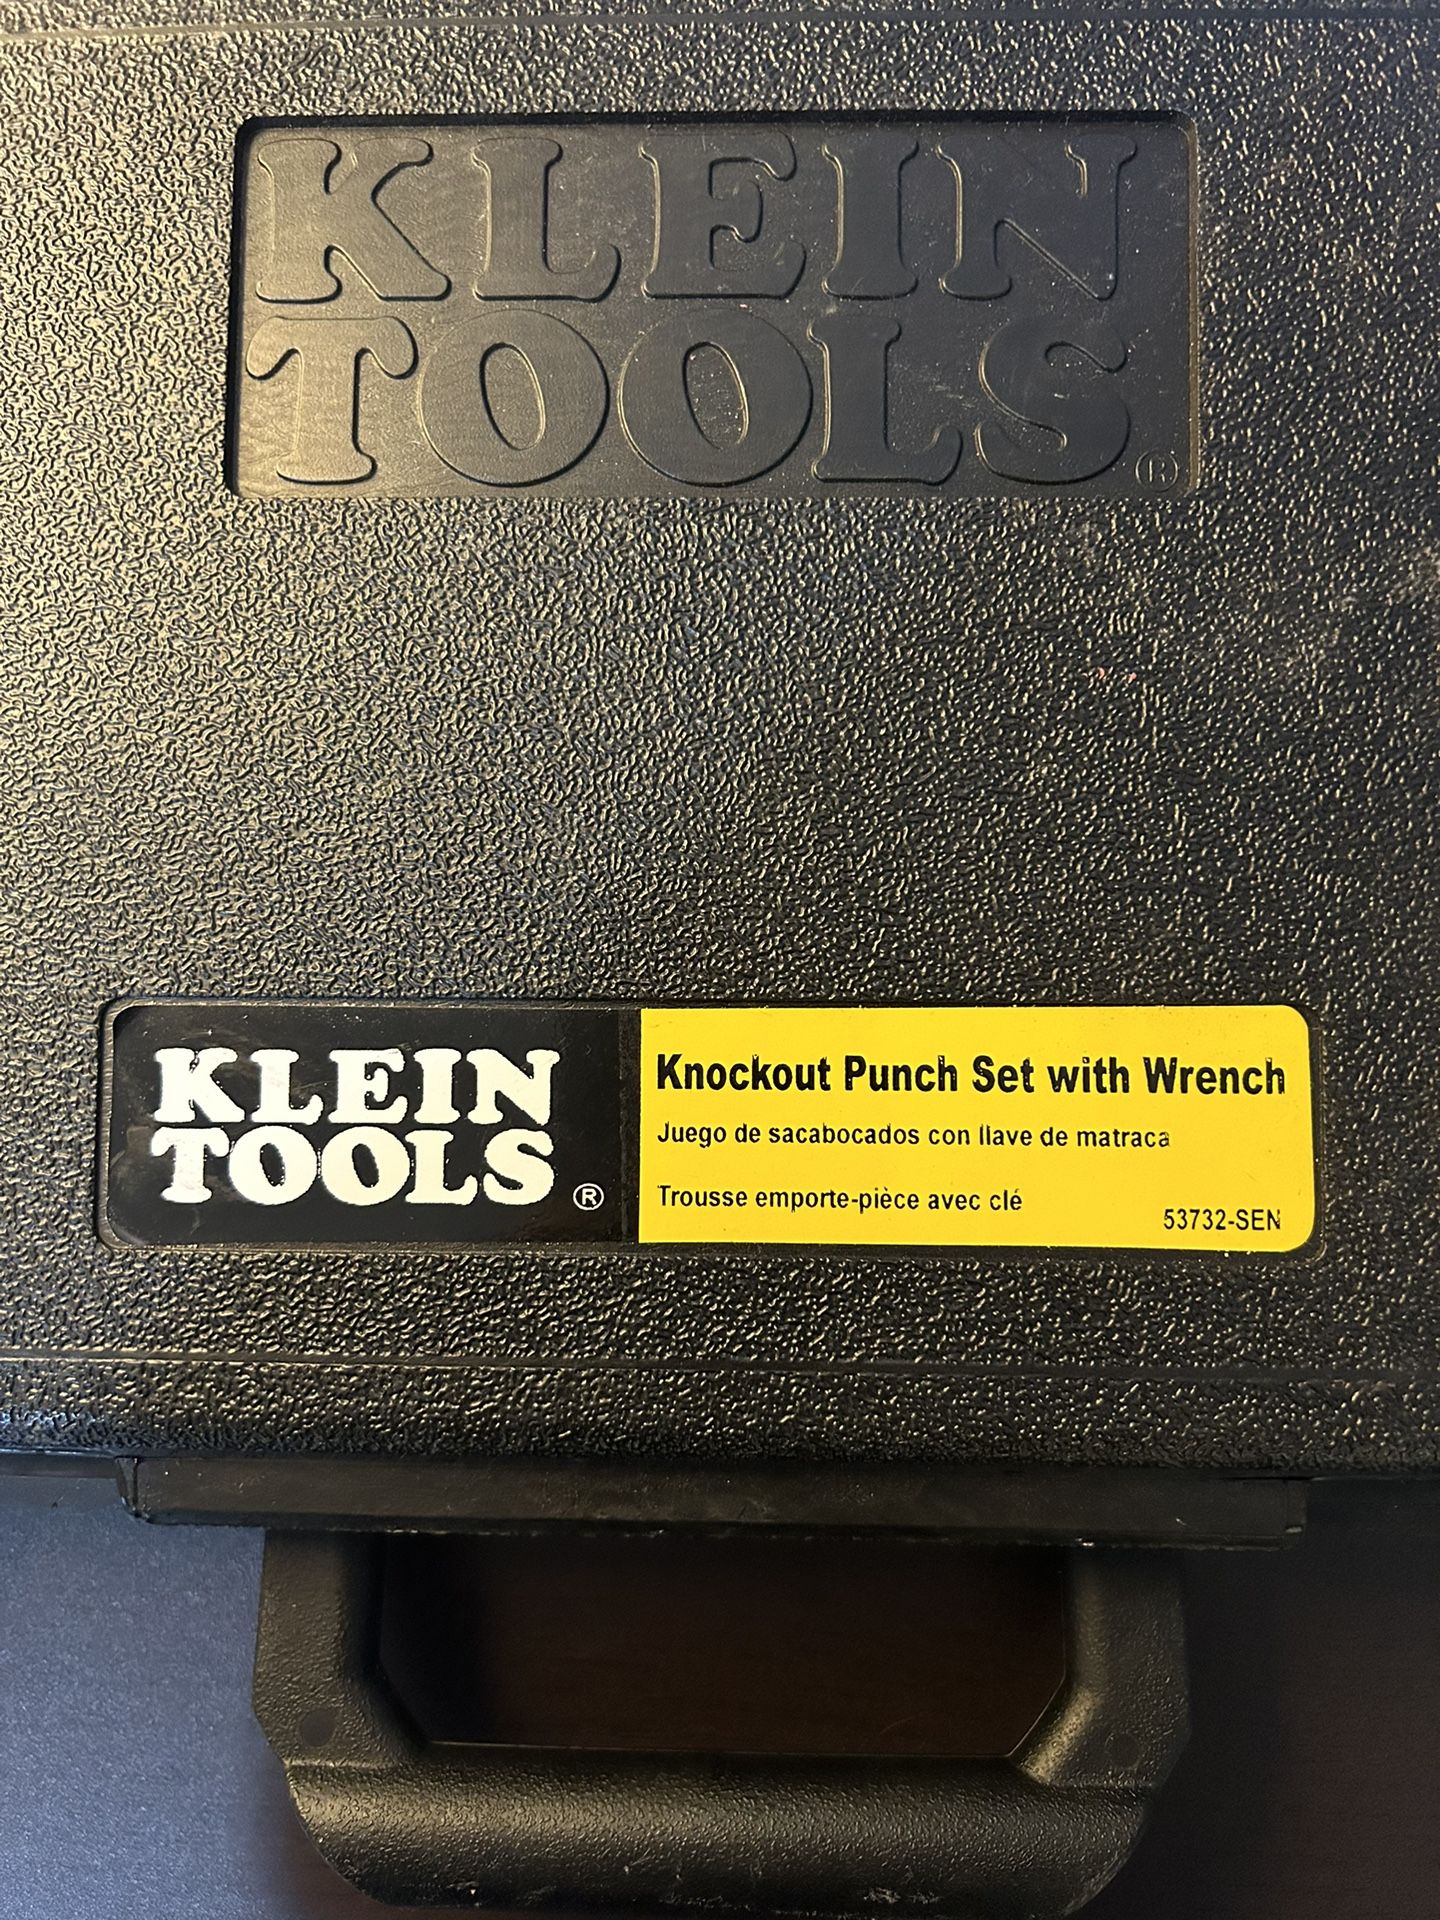 KLEIN
TOOLS ®
KLEIN
TOOLS ®
Knockout Punch Set with Wrench
Juego de sacabocados con llave de matraca
Trousse emporte-pièce avec clé
53732-SEN